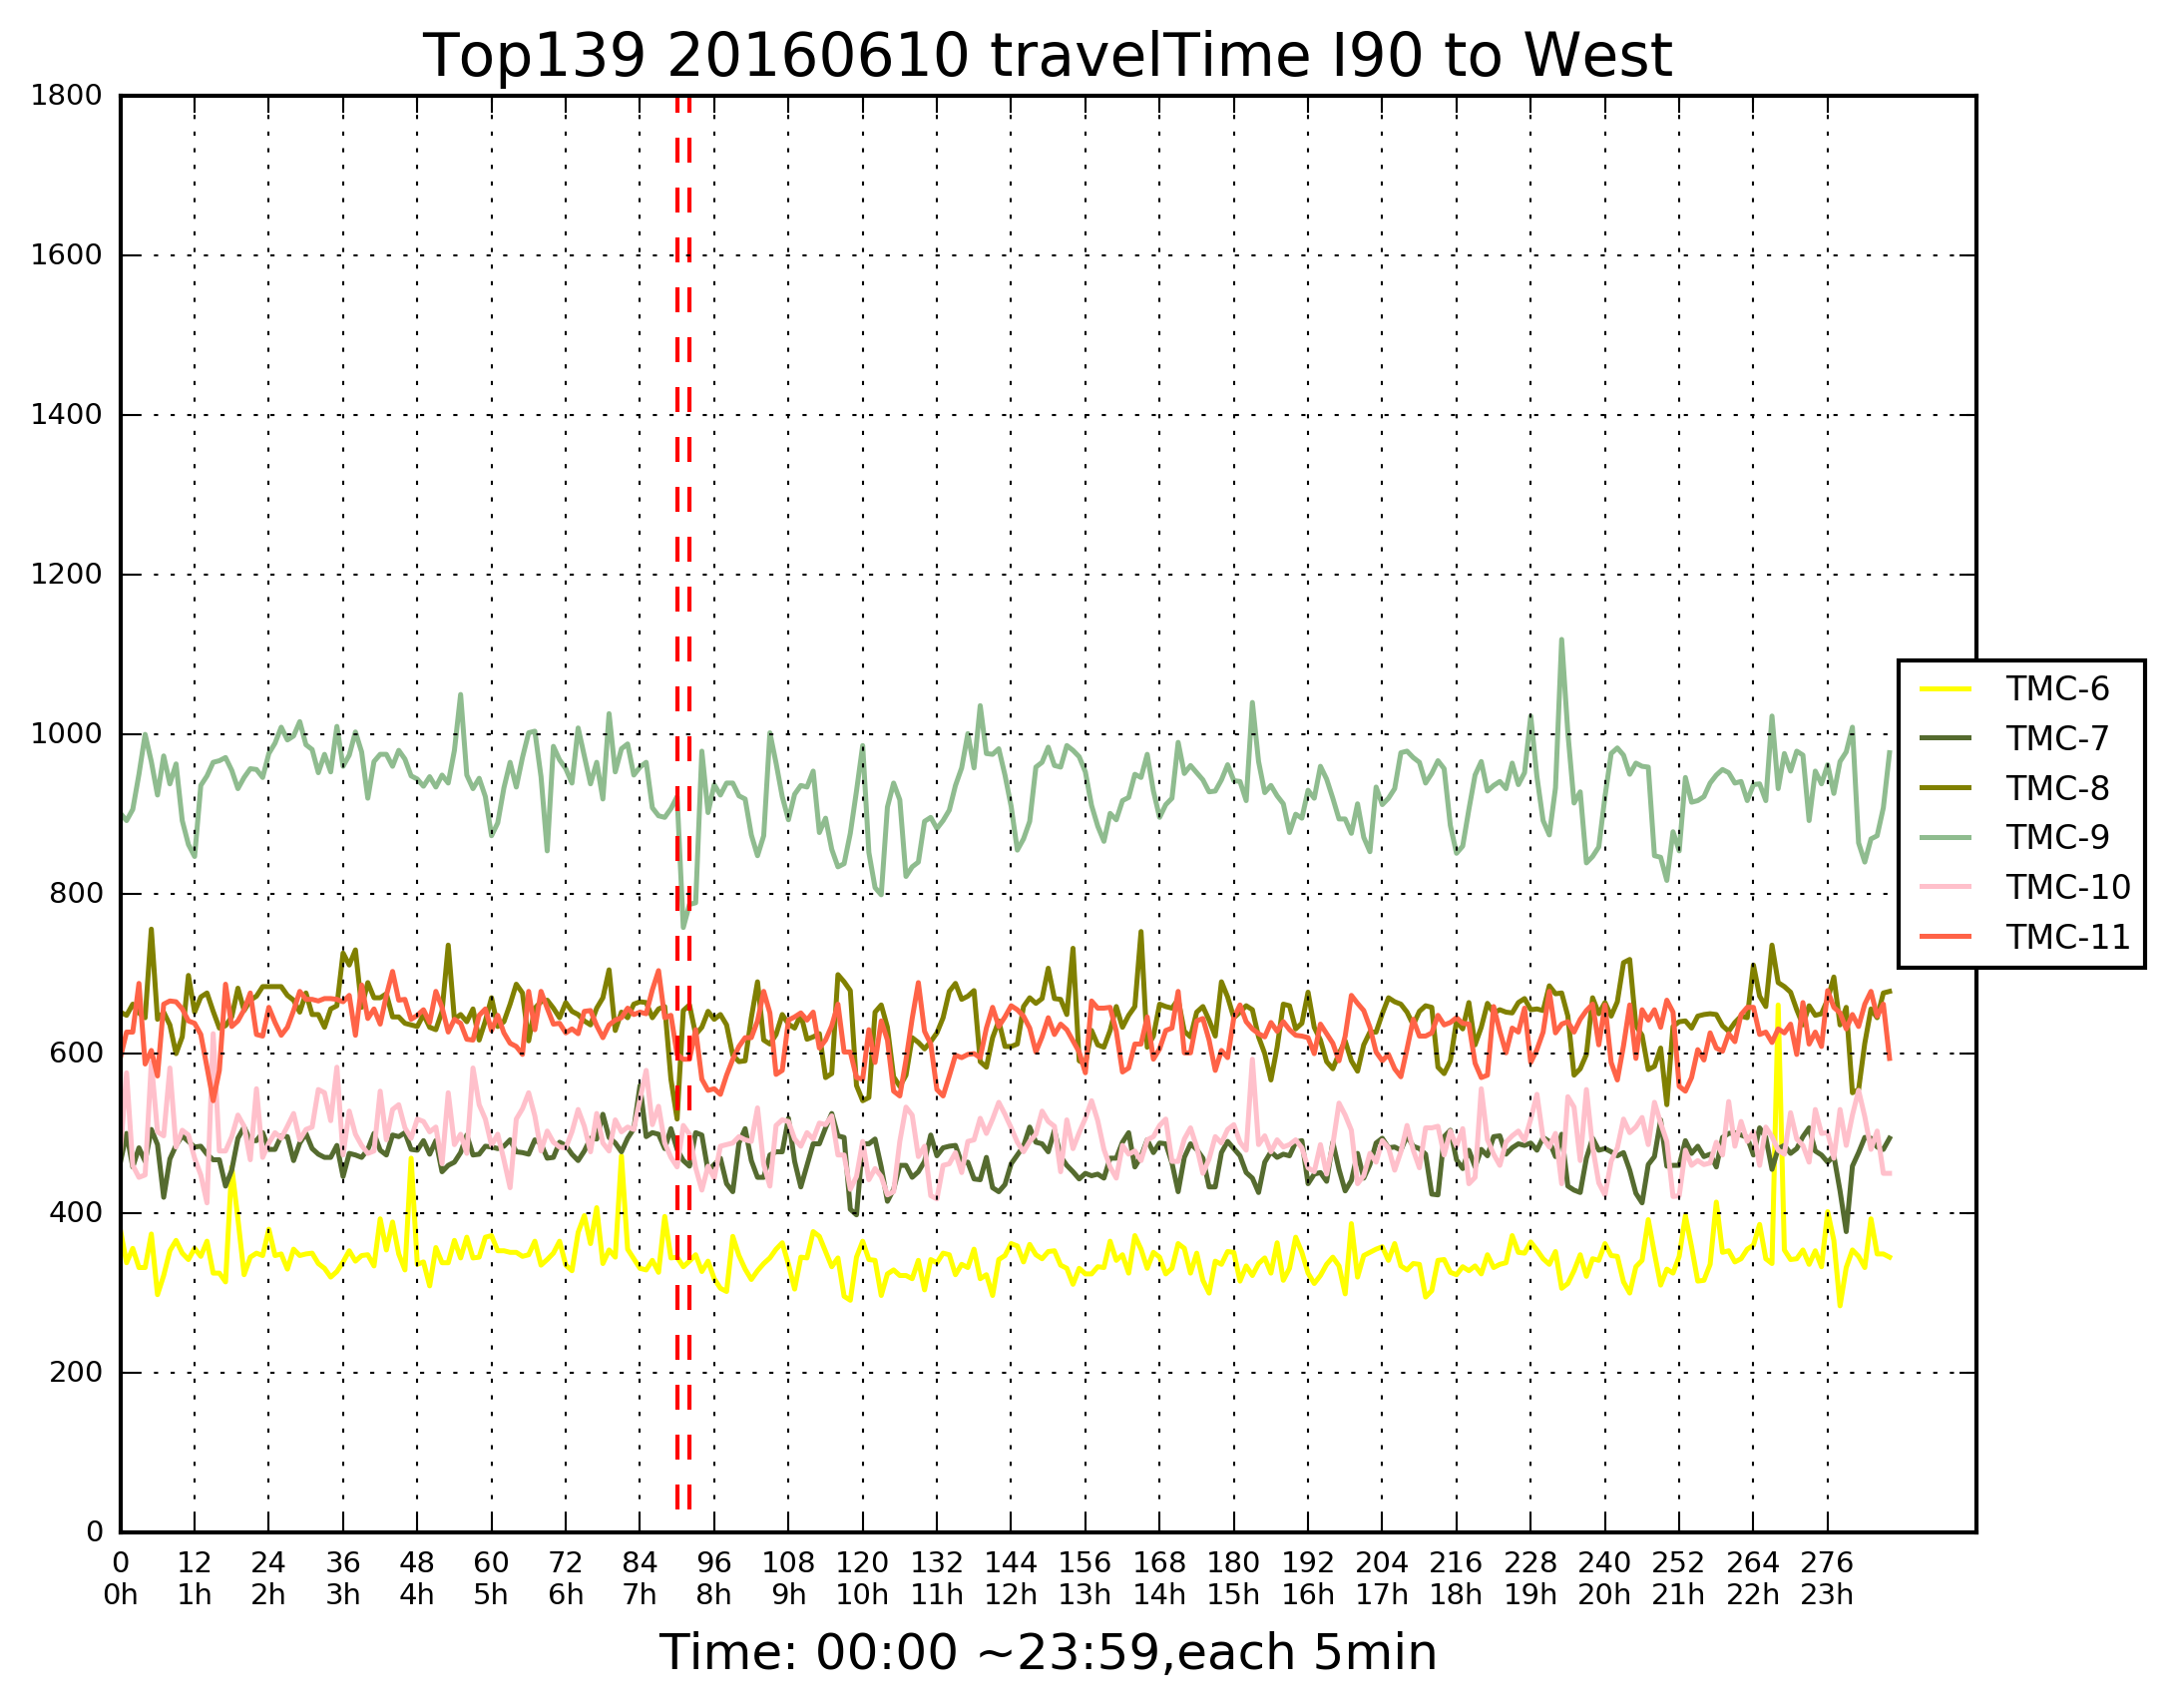 Top139 20160610 travelTime I90 to West
1800
1600
1400
1200
1000
800
600
400
200
0
TMC-6
TMC-7
TMC-8
TMC-9
TMC-10
TMC-11
0 12 24 36 48 60 72 84 96 108 120 132 144 156 168 180 192 204 216 228 240 252 264 276
0h 1h 2h 3h 4h 5h 6h 7h 8h 9h 10h 11h 12h 13h 14h 15h 16h 17h 18h 19h 20h 21h 22h 23h
Time: 00:00 ~23:59,each 5min